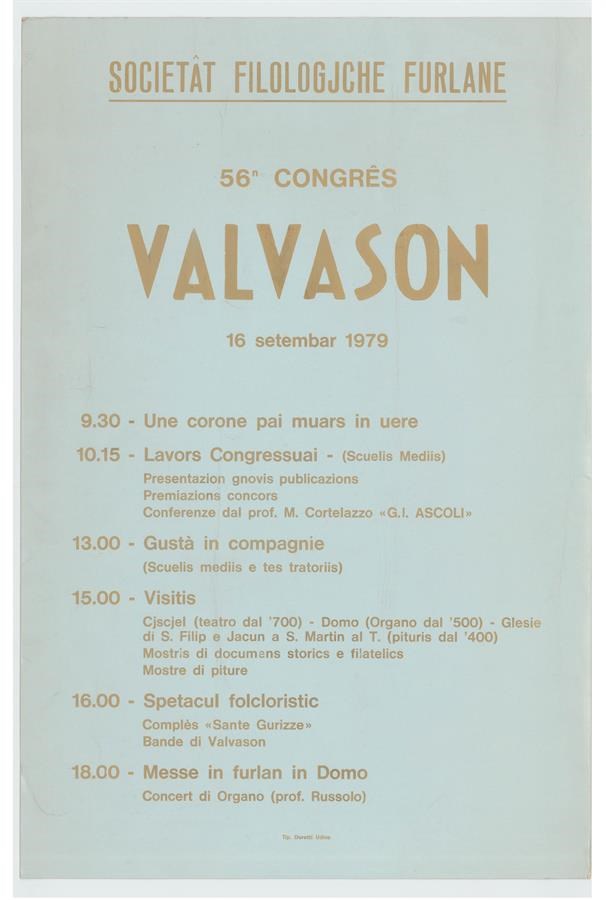 SOCIETÂT FILOLOGJCHE FURLANE
56ⁿ CONGRÊS
VALVASON
16 setembar 1979
9.30 - Une corone pai muars in uere
10.15 - Lavors Congressuai - (Scuelis Mediis)
Presentazion gnovis publicazions
Premiazions concors
Conferenze dal prof. M. Cortelazzo «G.I. ASCOLI»
13.00 - Gustà in compagnie
(Scuelis mediis e tes tratoriis)
15.00 - Visitis
Cjscjel (teatro dal '700) - Domo (Organo dal '500) - Glesie
di S. Filip e Jacun a S. Martin al T. (pituris dal '400)
Mostris di documens storics e filatelics
Mostre di piture
16.00 - Spetacul folcloristic
Complès «Sante Gurizze»
Bande di Valvason
18.00 - Messe in furlan in Domo
Concert di Organo (prof. Russolo)
Tip. Doretti Udine